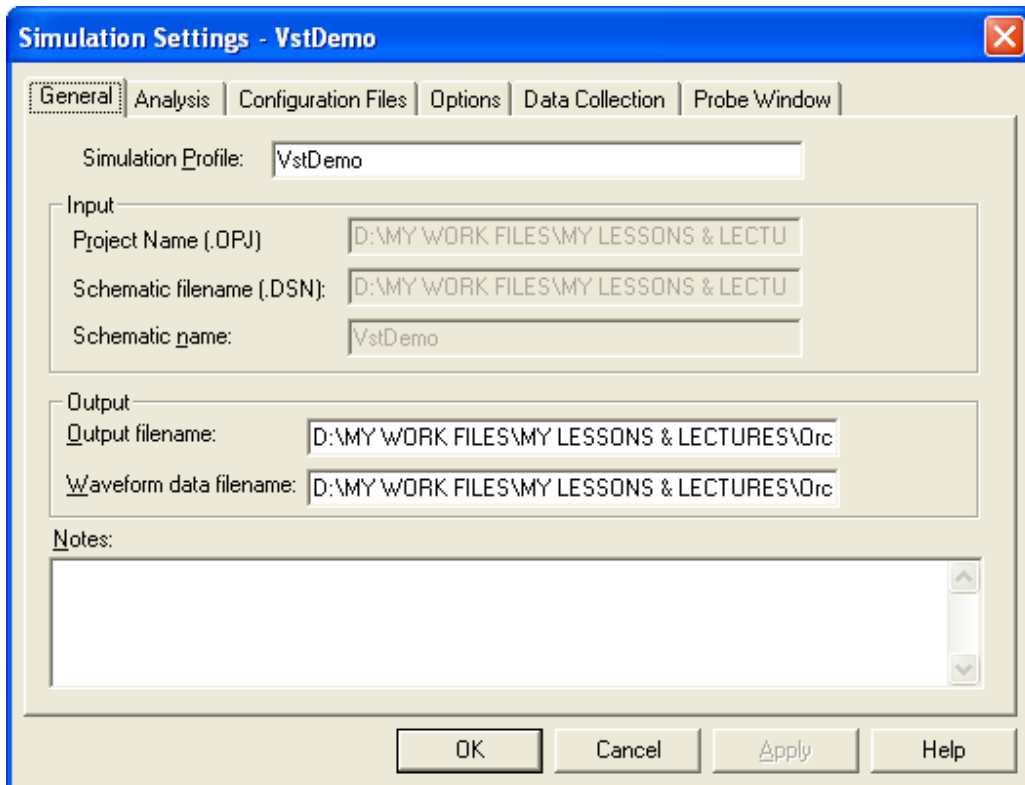 Simulation Settings - VstDemo
General Analysis Configuration Files Options Data Collection Probe Window
Simulation Profile: VstDemo
Input
Project Name (.OPJ) D:\MY WORK FILES\MY LESSONS & LECTU
Schematic filename (.DSN): D:\MY WORK FILES\MY LESSONS & LECTU
Schematic name: VstDemo
Output
Output filename: D:\MY WORK FILES\MY LESSONS & LECTURES\Orc
Waveform data filename: D:\MY WORK FILES\MY LESSONS & LECTURES\Orc
Notes:
OK Cancel Apply Help